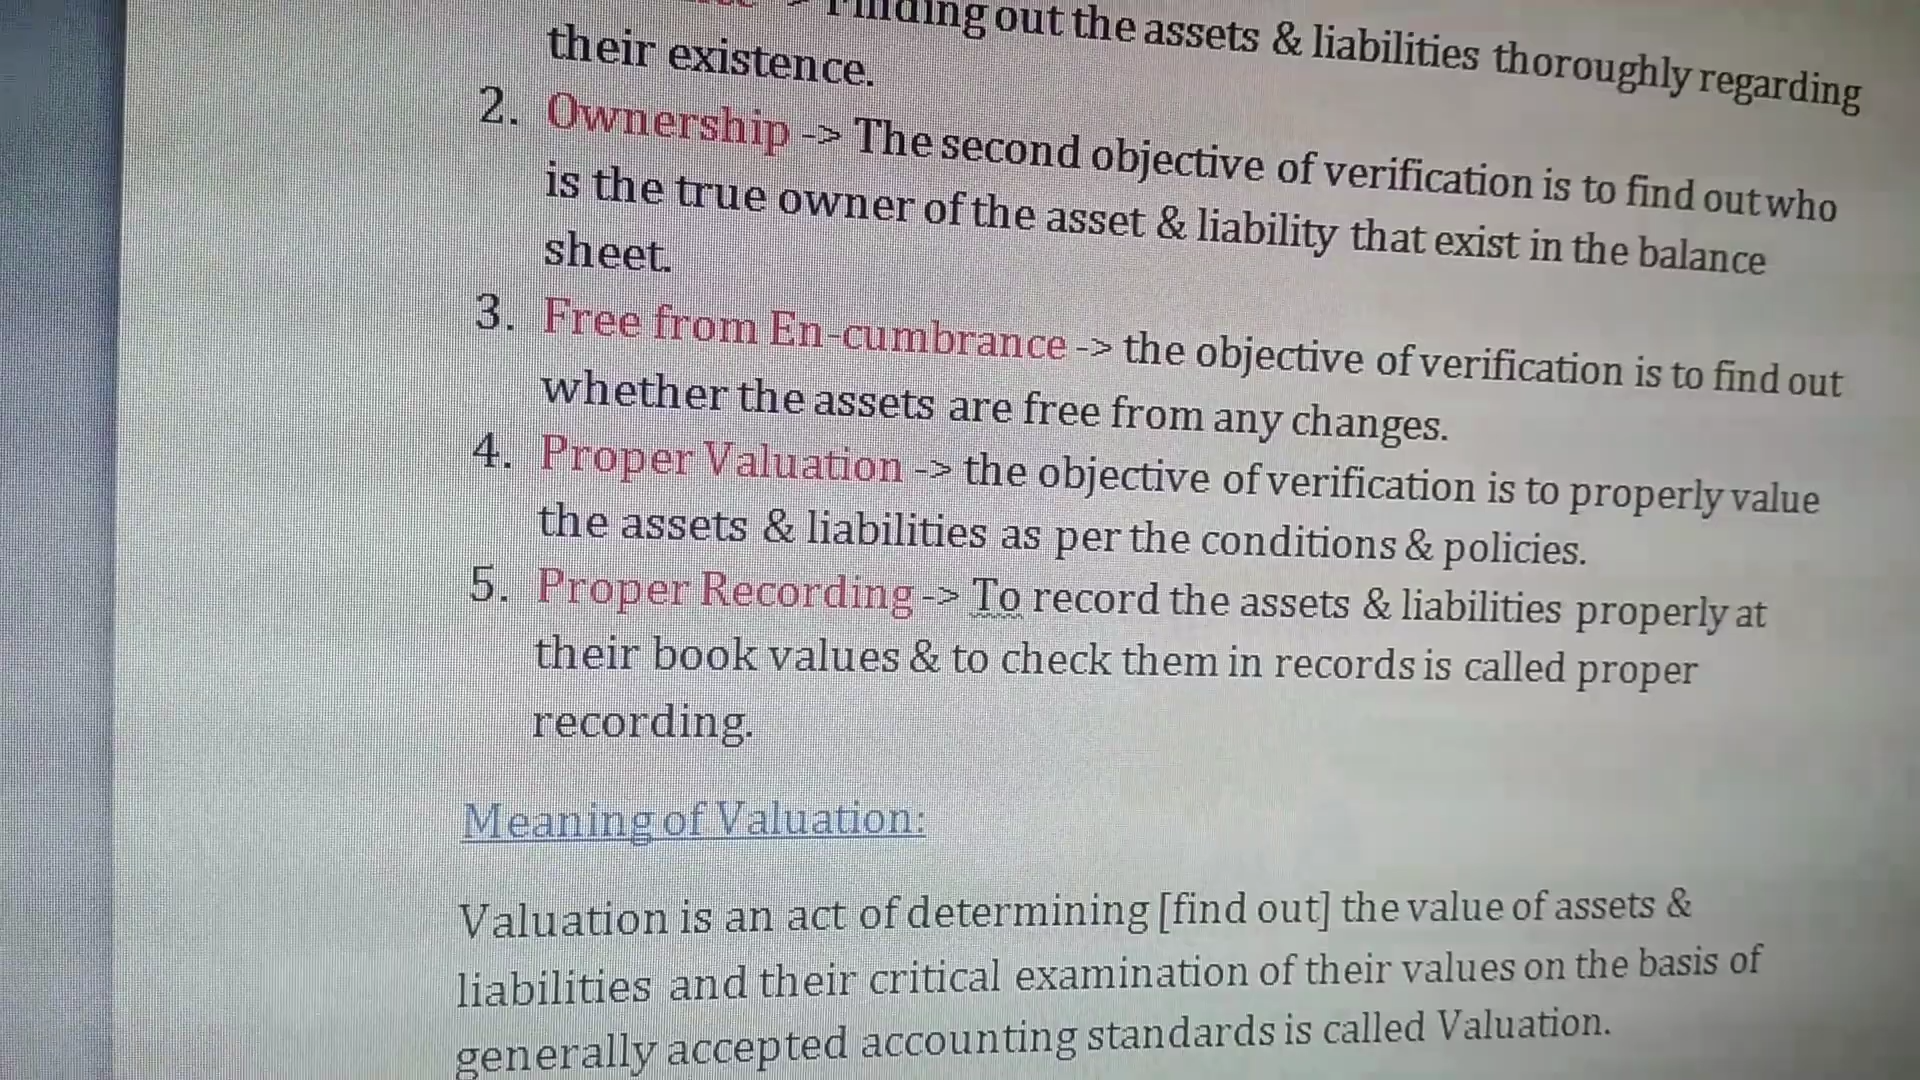 -> Finding out the assets & liabilities thoroughly regarding
their existence.
2. Ownership -> The second objective of verification is to find out who
is the true owner of the asset & liability that exist in the balance
sheet.
3. Free from En-cumbrance -> the objective of verification is to find out
whether the assets are free from any changes.
4. Proper Valuation -> the objective of verification is to properly value
the assets & liabilities as per the conditions & policies.
5. Proper Recording -> To record the assets & liabilities properly at
their book values & to check them in records is called proper
recording.
Meaning of Valuation:
Valuation is an act of determining [find out] the value of assets &
liabilities and their critical examination of their values on the basis of
generally accepted accounting standards is called Valuation.